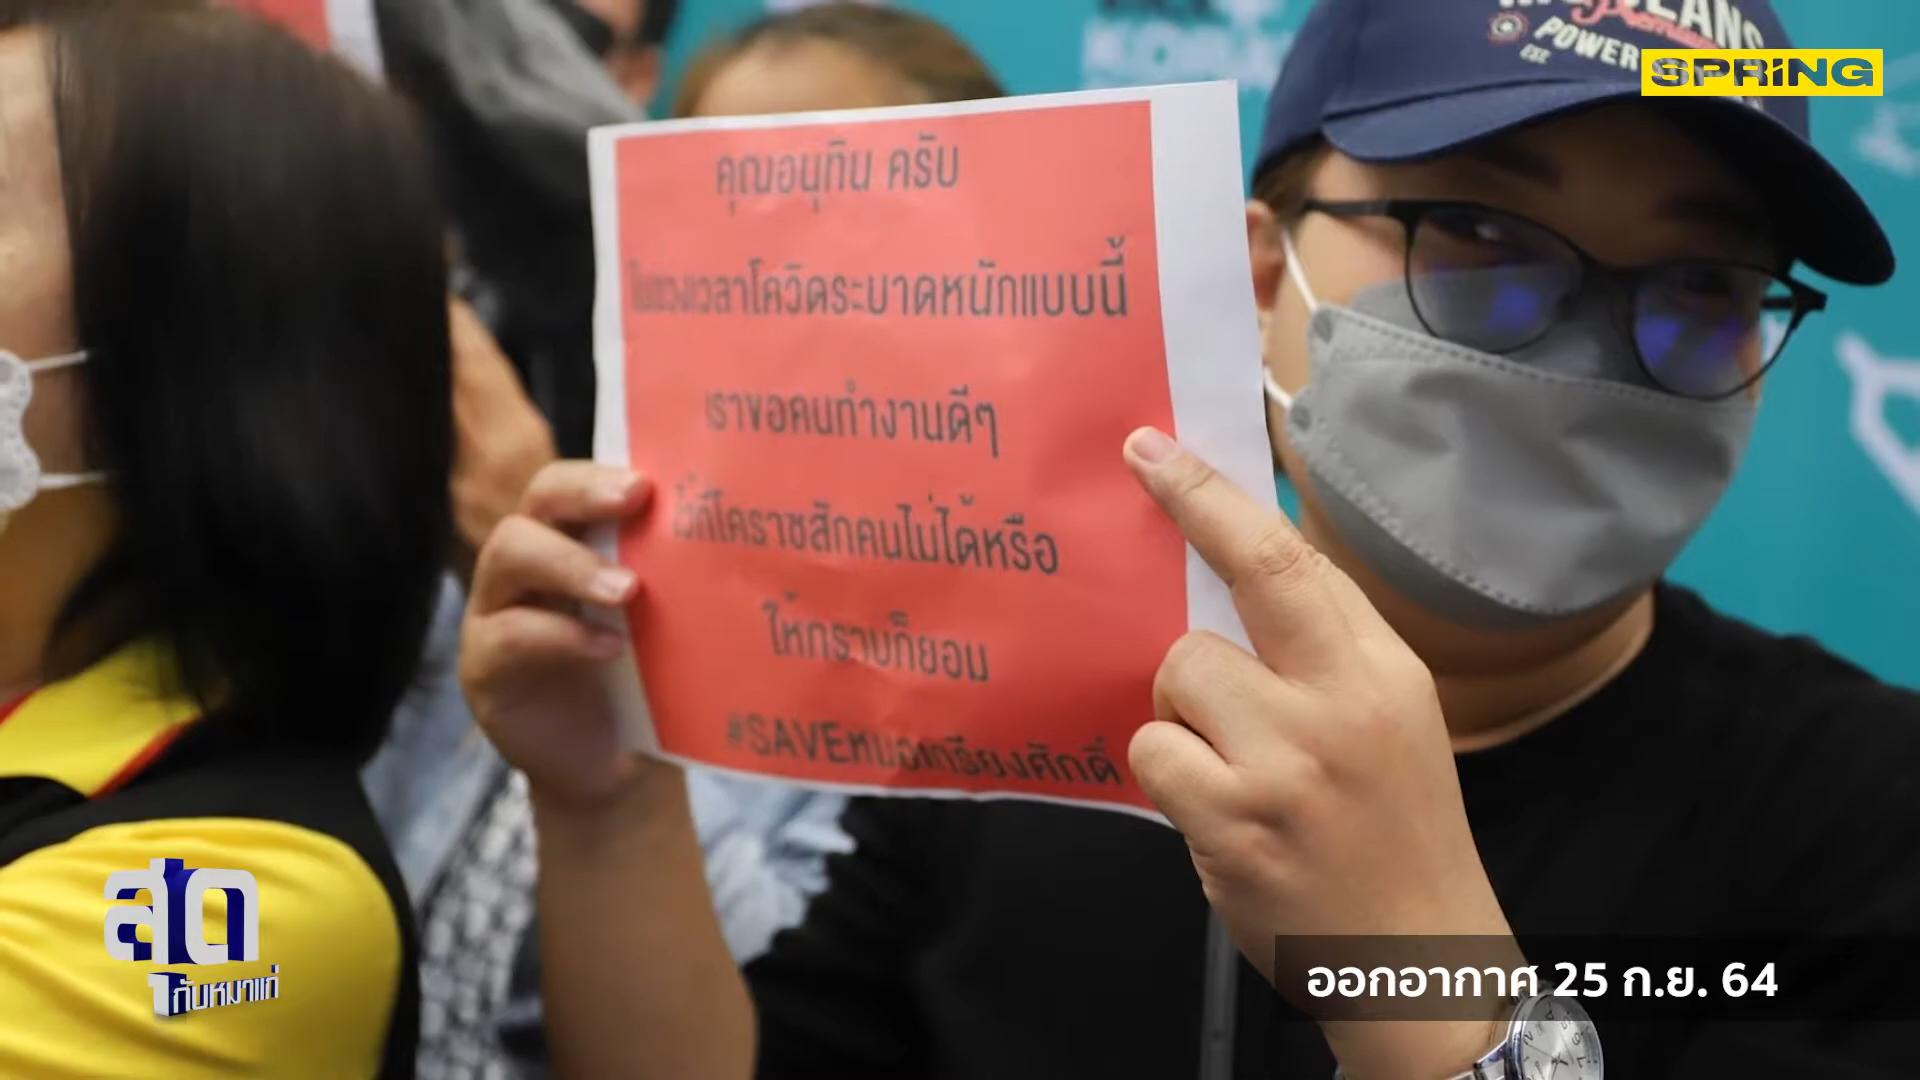 POWER
EST
SPRiNG
คุณอนุทิน ครับ
ในช่วงเวลาโควิดระบาดหนักแบบนี้
เราขอคนทำงานดีๆ
ไว้ที่โคราชสักคนไม่ได้หรือ
ให้กราบก็ยอม
#SAVEหมอเกรียงศักดิ์
สุด
กับหมาแก่
ออกอากาศ 25 ก.ย. 64